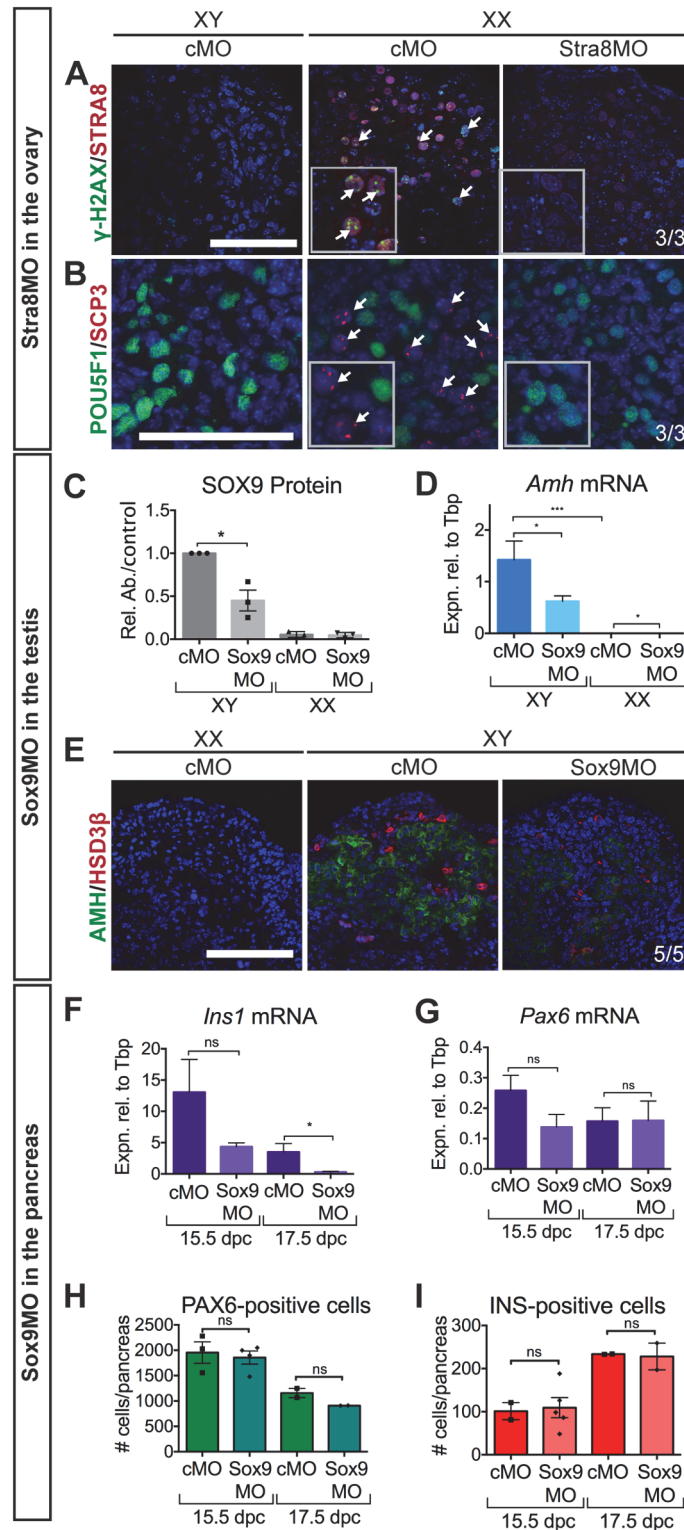 XY XX
cMO cMO Stra8MO
Stra8MO in the ovary
A
γ-H2AX/STRA8
3/3
B
POU5F1/SCP3
3/3
Sox9MO in the testis
C
SOX9 Protein
Rel. Ab./control
1.0
0.5
0.0
*
cMO Sox9 cMO Sox9
MO MO
XY XX
D
Amh mRNA
Expn. rel. to Tbp
2
1
0
***
*
*
cMO Sox9 cMO Sox9
MO MO
XY XX
E
XX XY
cMO cMO Sox9MO
AMH/HSD3β
5/5
Sox9MO in the pancreas
F
Ins1 mRNA
Expn. rel. to Tbp
20
15
10
5
0
ns
*
cMO Sox9 cMO Sox9
MO MO
15.5 dpc 17.5 dpc
G
Pax6 mRNA
Expn. rel. to Tbp
0.4
0.3
0.2
0.1
0.0
ns
ns
cMO Sox9 cMO Sox9
MO MO
15.5 dpc 17.5 dpc
H
PAX6-positive cells
# cells/pancreas
2500
2000
1500
1000
500
0
ns
ns
cMO Sox9 cMO Sox9
MO MO
15.5 dpc 17.5 dpc
I
INS-positive cells
# cells/pancreas
300
200
100
0
ns
ns
cMO Sox9 cMO Sox9
MO MO
15.5 dpc 17.5 dpc